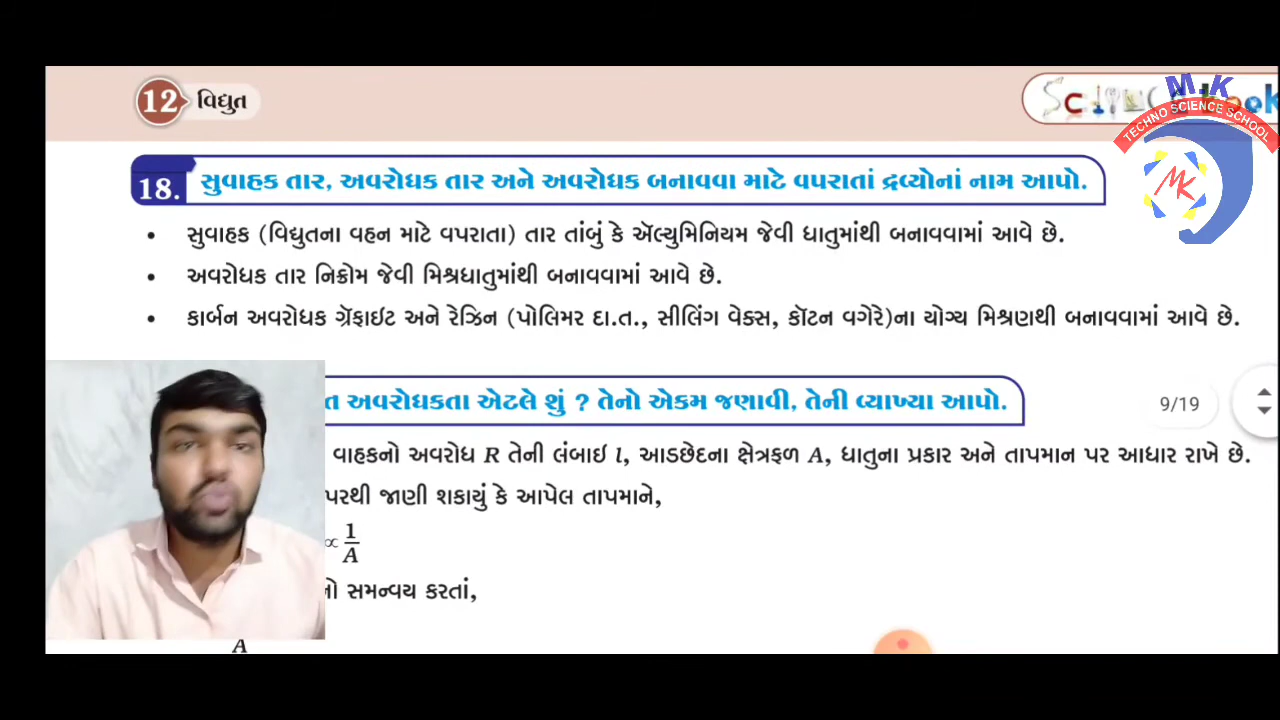 12 વિદ્યુત
M K
TECHNO SCIENCE SCHOOL
MK
18. સુવાહક તાર, અવરોધક તાર અને અવરોધક બનાવવા માટે વપરાતાં દ્રવ્યોનાં નામ આપો.
• સુવાહક (વિદ્યુતના વહન માટે વપરાતા) તાર તાંબું કે ઍલ્યુમિનિયમ જેવી ધાતુમાંથી બનાવવામાં આવે છે.
• અવરોધક તાર નિક્રોમ જેવી મિશ્રધાતુમાંથી બનાવવામાં આવે છે.
• કાર્બન અવરોધક ગ્રૅફાઇટ અને રેઝિન (પોલિમર દા.ત., સીલિંગ વેક્સ, કૉટન વગેરે)ના યોગ્ય મિશ્રણથી બનાવવામાં આવે છે.
અવરોધકતા એટલે શું ? તેનો એકમ જણાવી, તેની વ્યાખ્યા આપો.
9/19
વાહકનો અવરોધ R તેની લંબાઇ l, આડછેદના ક્ષેત્રફળ A, ધાતુના પ્રકાર અને તાપમાન પર આધાર રાખે છે.
પરથી જાણી શકાયું કે આપેલ તાપમાને,
∝ 1/A
સમન્વય કરતાં,
A